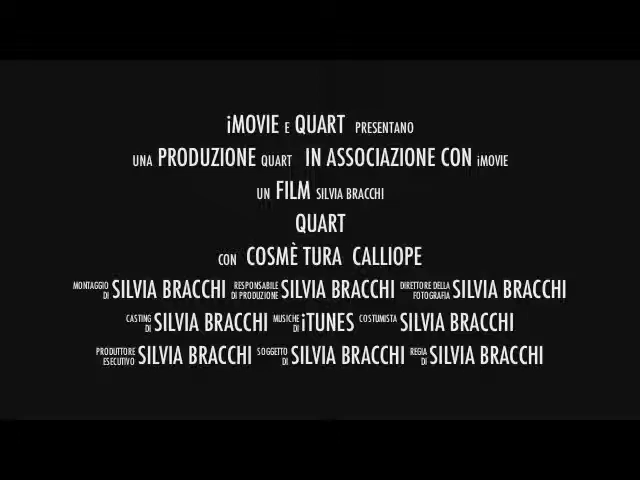 iMOVIE E QUART PRESENTANO
UNA PRODUZIONE QUART IN ASSOCIAZIONE CON iMOVIE
UN FILM SILVIA BRACCHI
QUART
CON COSMÈ TURA CALLIOPE
MONTAGGIO DI SILVIA BRACCHI RESPONSABILE DI PRODUZIONE SILVIA BRACCHI DIRETTORE DELLA FOTOGRAFIA SILVIA BRACCHI
CASTING DI SILVIA BRACCHI MUSICHE DI iTUNES COSTUMISTA SILVIA BRACCHI
PRODUTTORE ESECUTIVO SILVIA BRACCHI SOGGETTO DI SILVIA BRACCHI REGIA DI SILVIA BRACCHI